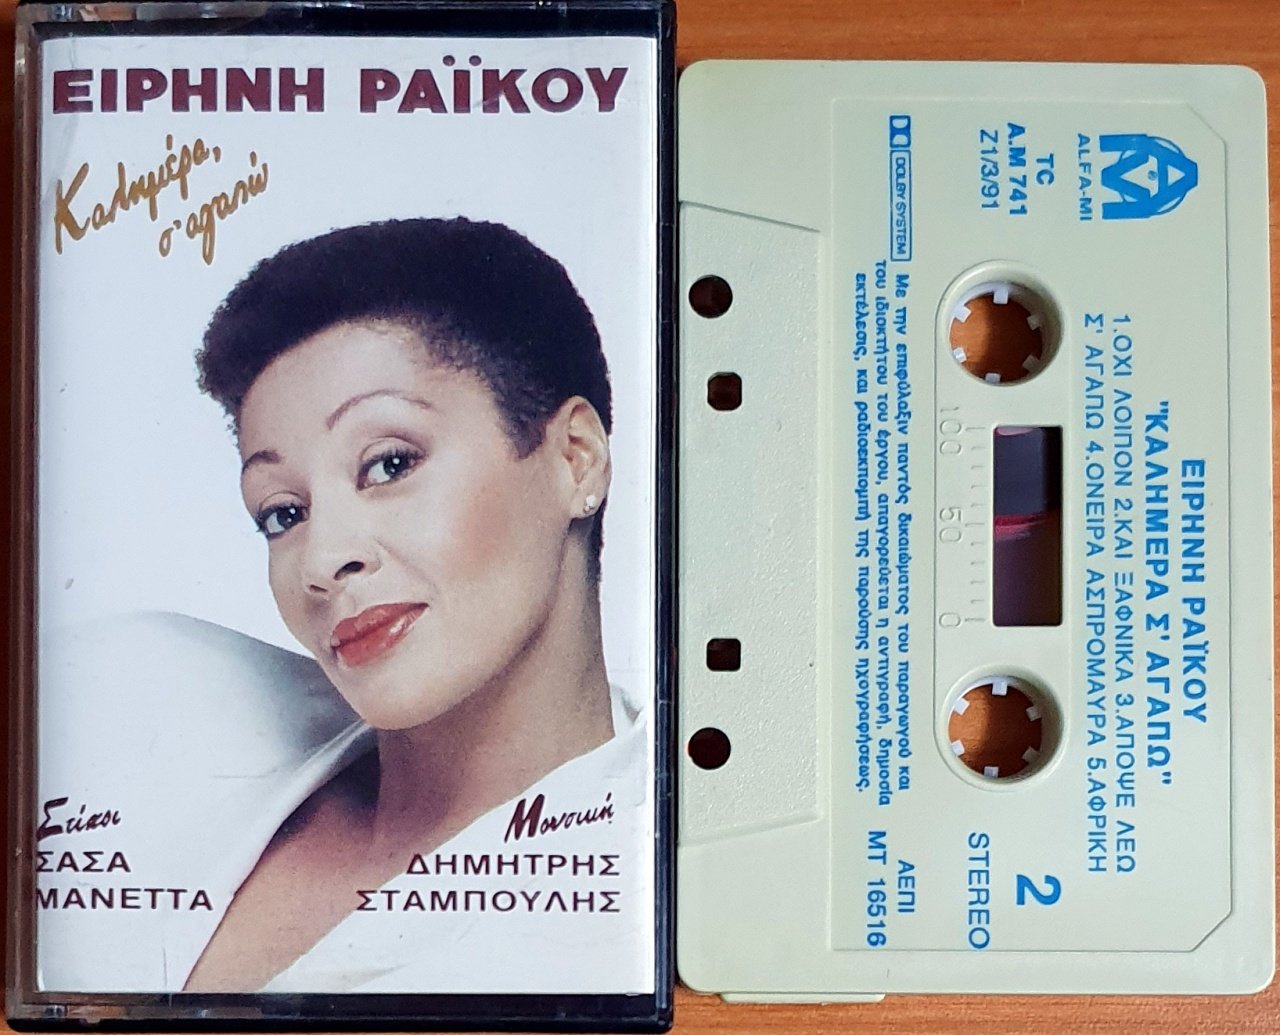 ΕΙΡΗΝΗ ΡΑΪΚΟΥ
Καλημέρα,
σ' αγαπώ
Στίχοι
ΣΑΣΑ
ΜΑΝΕΤΤΑ
Μουσική
ΔΗΜΗΤΡΗΣ
ΣΤΑΜΠΟΥΛΗΣ
AM
ALFA-MI
TC
A.M 741
Z1/3/91
ΕΙΡΗΝΗ ΡΑΪΚΟΥ
"ΚΑΛΗΜΕΡΑ Σ' ΑΓΑΠΩ"
1.ΟΧΙ ΛΟΙΠΟΝ 2.ΚΑΙ ΞΑΦΝΙΚΑ 3.ΑΠΟΨΕ ΛΕΩ
Σ' ΑΓΑΠΩ 4.ΟΝΕΙΡΑ ΑΣΠΡΟΜΑΥΡΑ 5.ΑΦΡΙΚΗ
2
STEREO
100 50 0
DOLBY SYSTEM
Με την επιφύλαξιν παντός δικαιώματος του παραγωγού και
του ιδιοκτήτου του έργου, απαγορεύεται η αντιγραφή, δημοσία
εκτέλεσις, και ραδιοεκπομπή της παρούσης ηχογραφήσεως.
ΑΕΠΙ
ΜΤ 16516